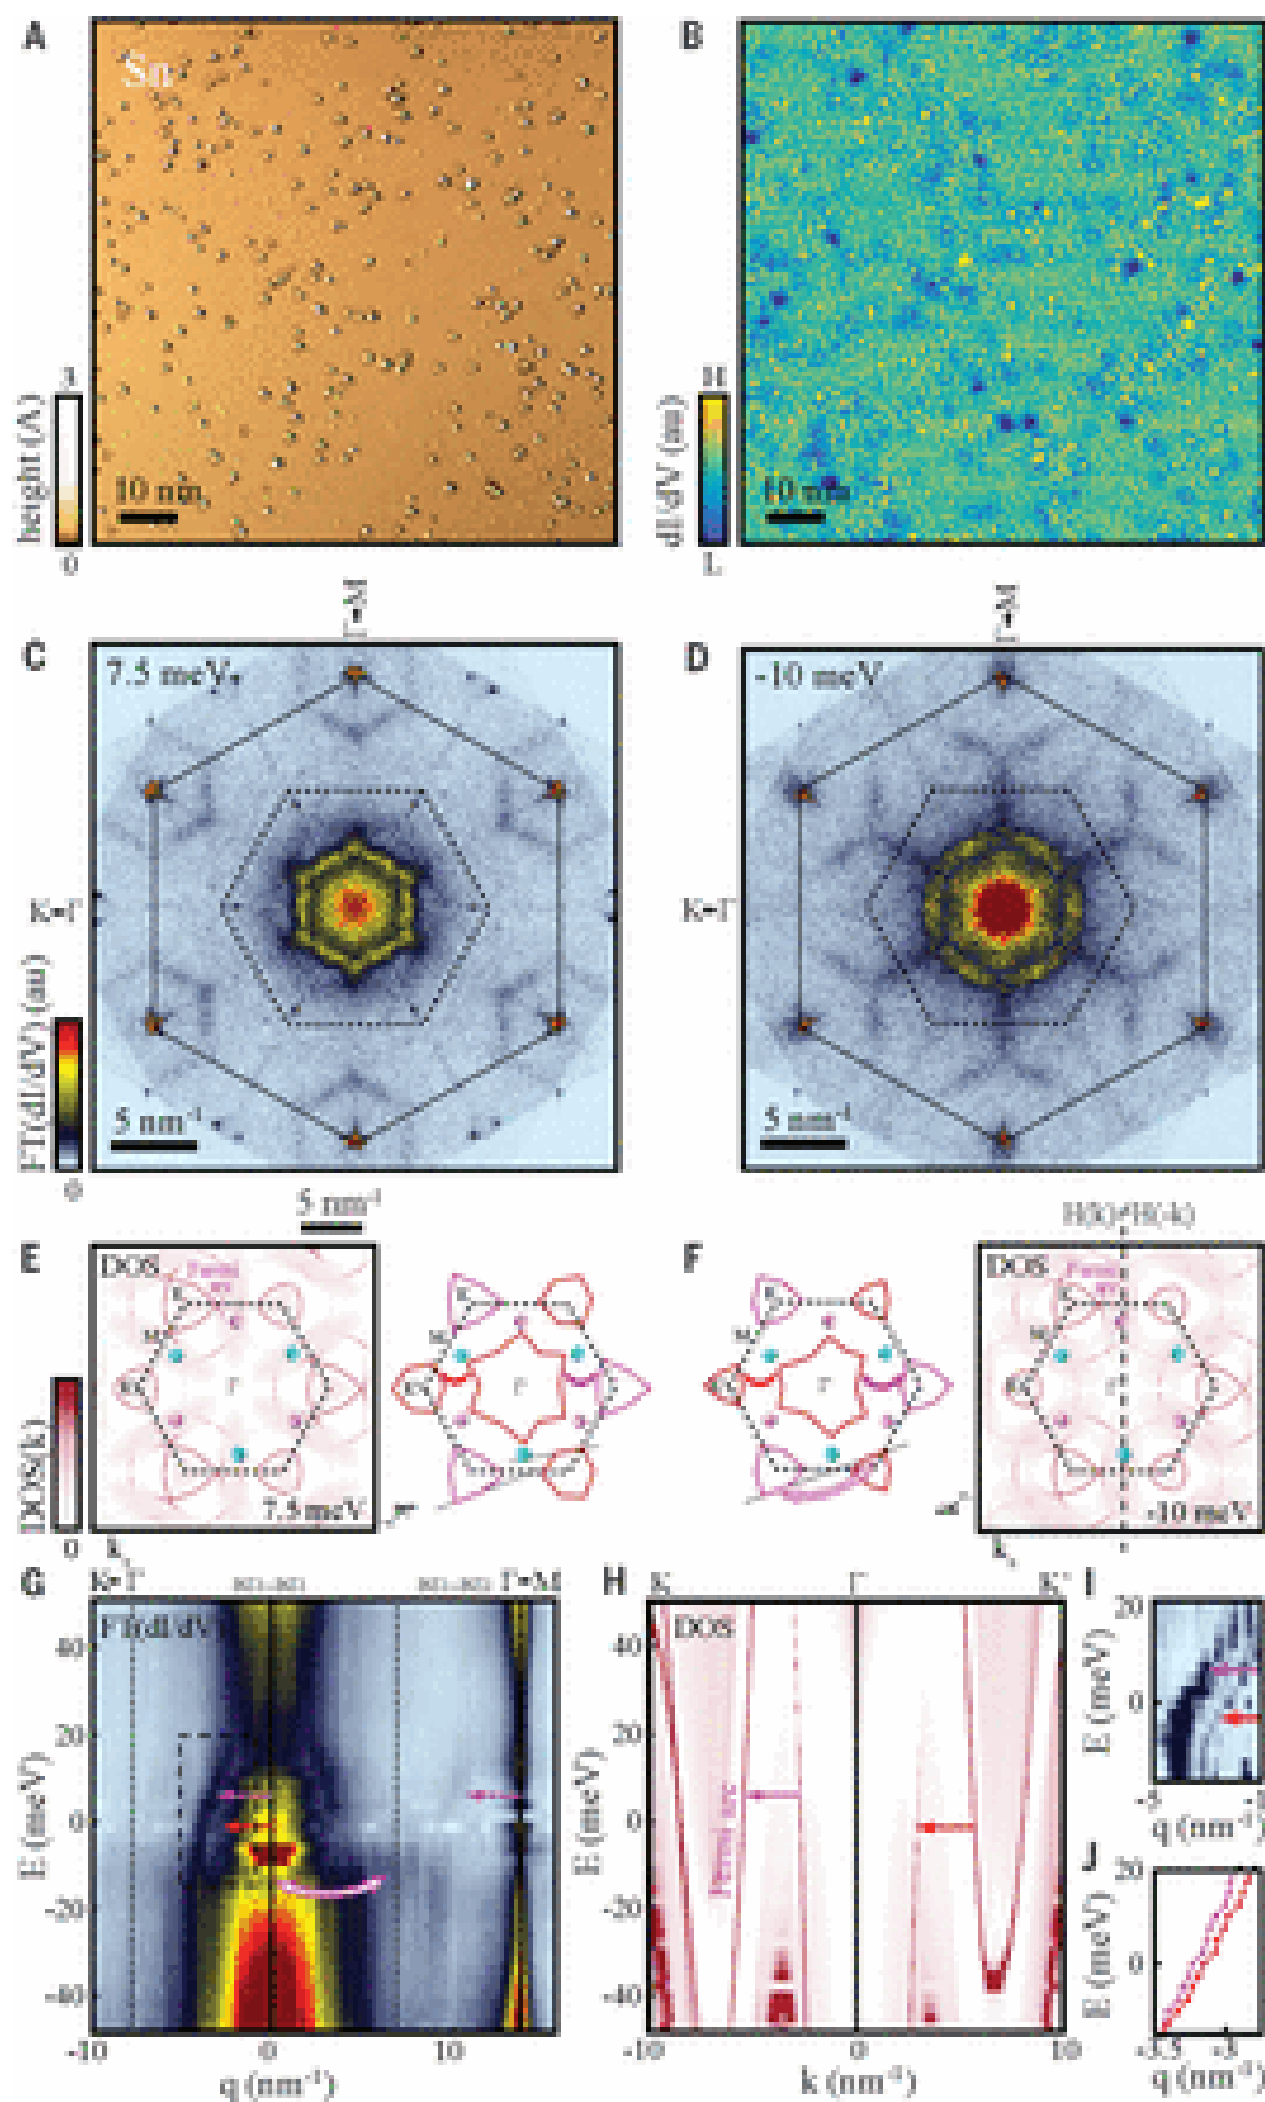 A
Sn
height (Å)
0
10 nm
B
dI/dV (au)
H
L
10 nm
Γ-M
Γ-M
C
7.5 meV
K-Γ
FT(dI/dV) (au)
0
5 nm⁻¹
D
-10 meV
K-Γ
5 nm⁻¹
5 nm⁻¹
E
DOS
Fermi
arc
K
M
Γ
7.5 meV
DOS(k)
0
K
M
Γ
F
K
M
Γ
H(k)≠H(-k)
DOS
K
M
-10 meV
G
K-Γ
Γ-M
FT(dI/dV)
E (meV)
40
20
0
-20
-40
-10
0
10
q (nm⁻¹)
H
K
Γ
K'
DOS
Fermi arc
E (meV)
40
20
0
-20
-40
-10
0
10
k (nm⁻¹)
I
E (meV)
20
0
q (nm⁻¹)
J
E (meV)
20
0
-3.5
-3
q (nm⁻¹)